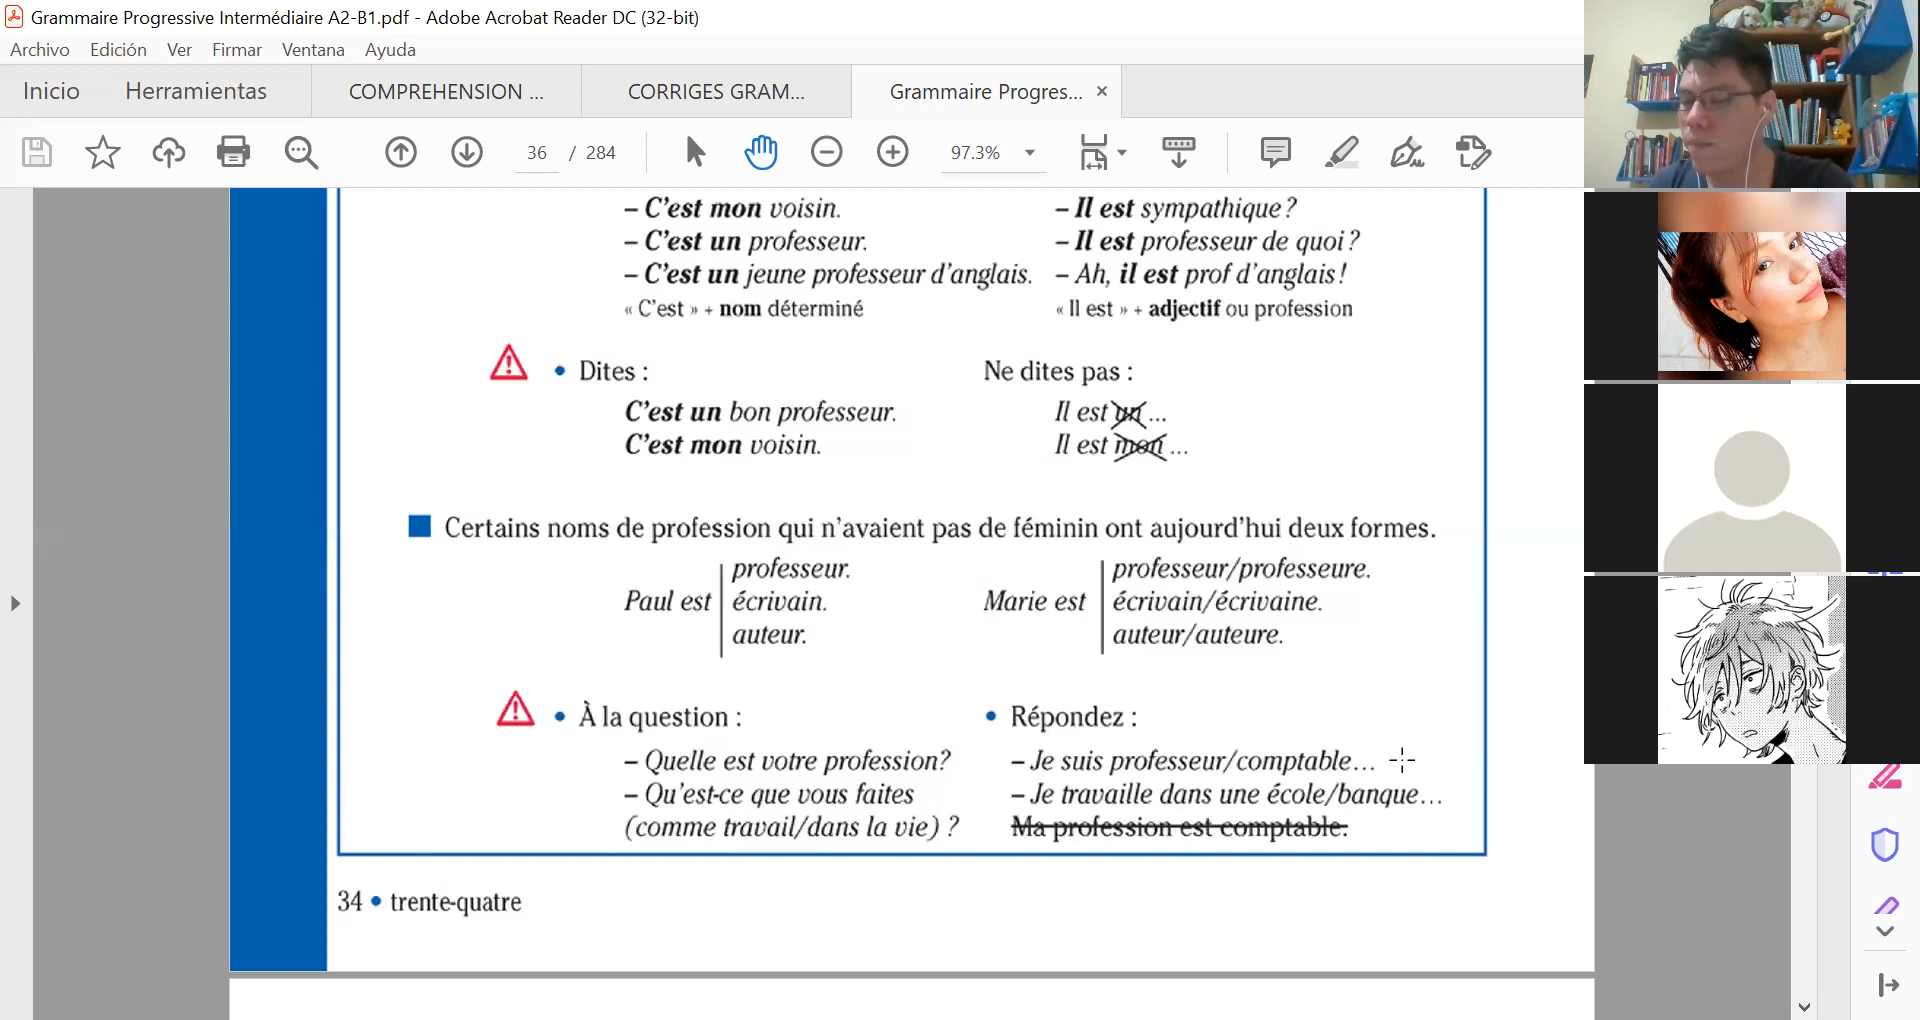 Grammaire Progressive Intermédiaire A2-B1.pdf - Adobe Acrobat Reader DC (32-bit)
Archivo Edición Ver Firmar Ventana Ayuda
Inicio Herramientas COMPREHENSION ... CORRIGES GRAM... Grammaire Progres... ×
36 / 284 97.3%
– C'est mon voisin. – Il est sympathique ?
– C'est un professeur. – Il est professeur de quoi ?
– C'est un jeune professeur d'anglais. – Ah, il est prof d'anglais !
« C'est » + nom déterminé « Il est » + adjectif ou profession
• Dites : Ne dites pas :
C'est un bon professeur. Il est un ...
C'est mon voisin. Il est mon ...
Certains noms de profession qui n'avaient pas de féminin ont aujourd'hui deux formes.
professeur. professeur/professeure.
Paul est écrivain. Marie est écrivain/écrivaine.
auteur. auteur/auteure.
• À la question : • Répondez :
– Quelle est votre profession? – Je suis professeur/comptable...
– Qu'est-ce que vous faites – Je travaille dans une école/banque...
(comme travail/dans la vie) ? Ma profession est comptable.
34 • trente-quatre